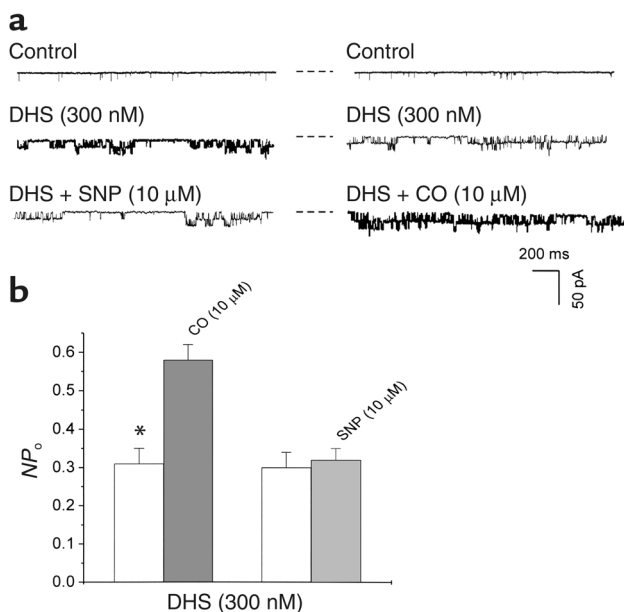 a
Control Control
DHS (300 nM) DHS (300 nM)
DHS + SNP (10 μM) DHS + CO (10 μM)
200 ms
50 pA
b
CO (10 μM)
0.6
0.5
SNP (10 μM)
0.4
*
NPo
0.3
0.2
0.1
0.0
DHS (300 nM)